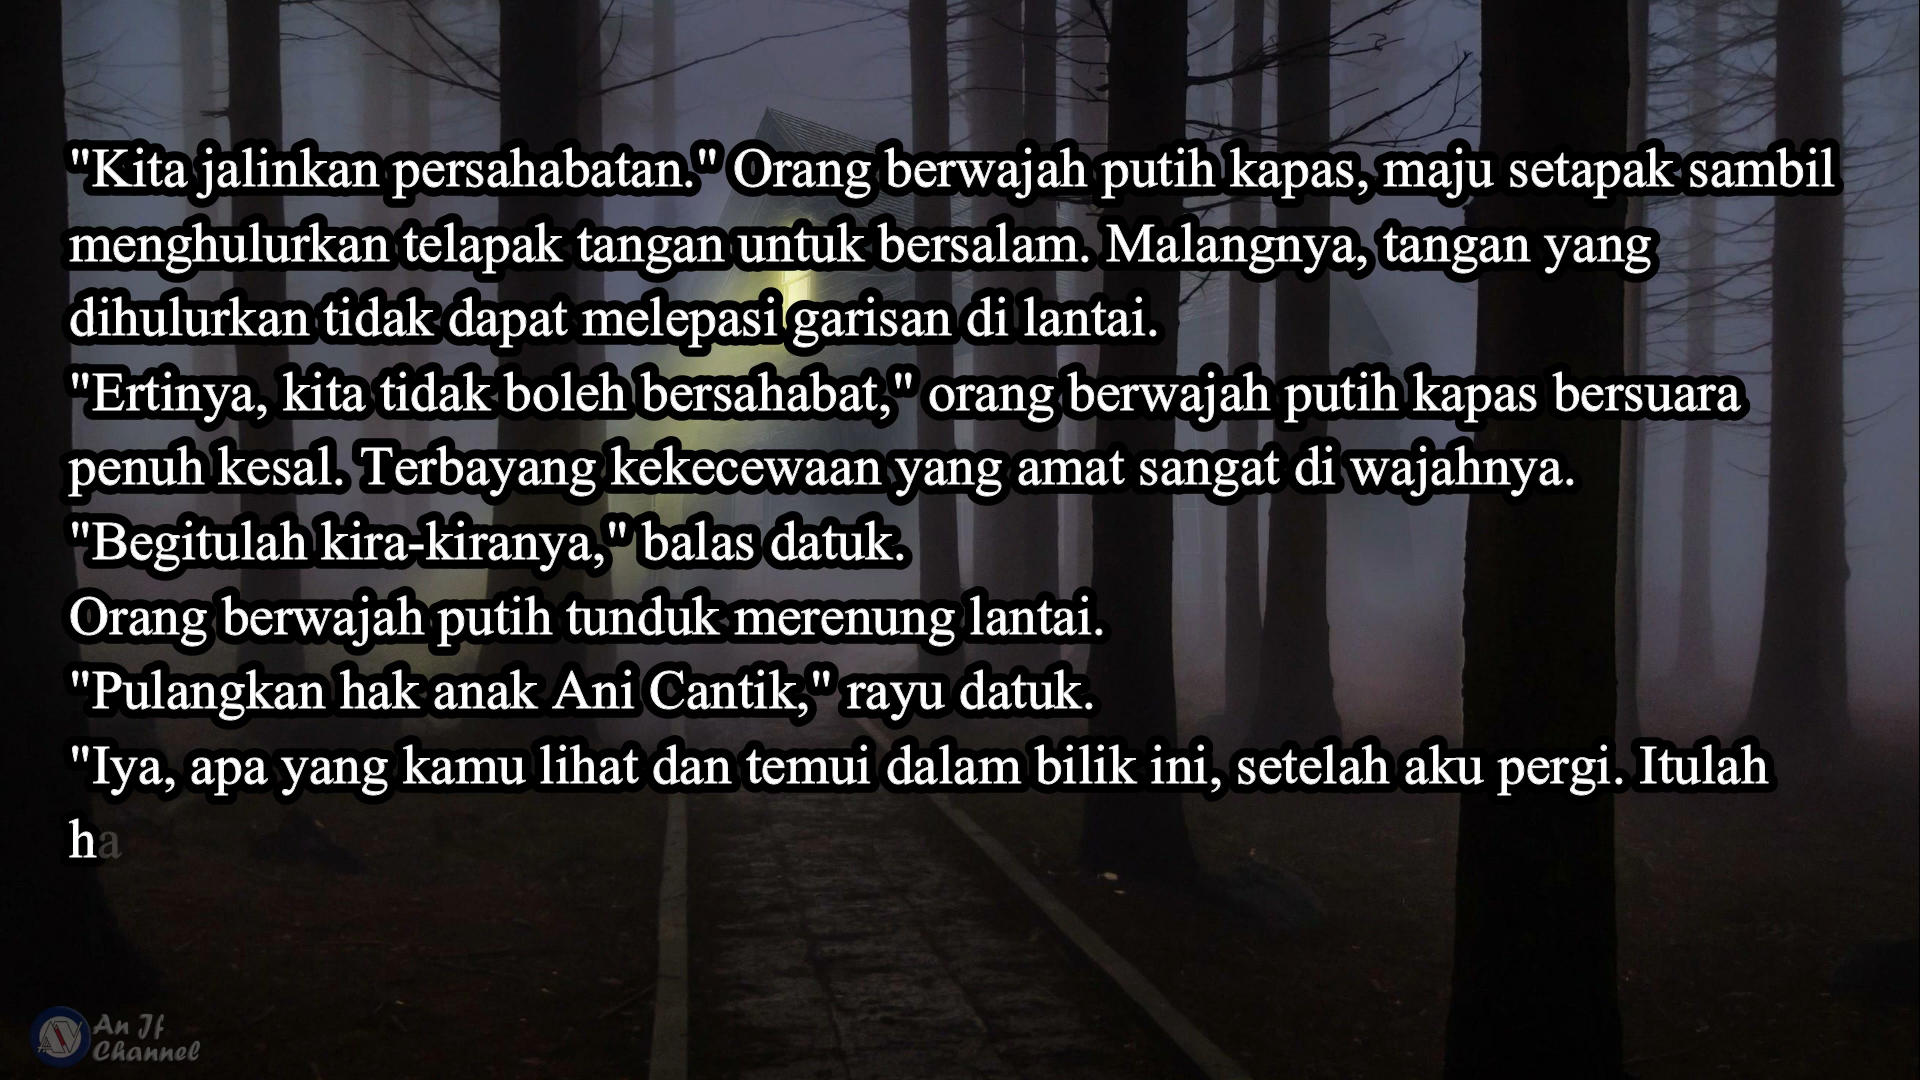 "Kita jalinkan persahabatan." Orang berwajah putih kapas, maju setapak sambil
menghulurkan telapak tangan untuk bersalam. Malangnya, tangan yang
dihulurkan tidak dapat melepasi garisan di lantai.
"Ertinya, kita tidak boleh bersahabat," orang berwajah putih kapas bersuara
penuh kesal. Terbayang kekecewaan yang amat sangat di wajahnya.
"Begitulah kira-kiranya," balas datuk.
Orang berwajah putih tunduk merenung lantai.
"Pulangkan hak anak Ani Cantik," rayu datuk.
"Iya, apa yang kamu lihat dan temui dalam bilik ini, setelah aku pergi. Itulah
ha
An If
Channel